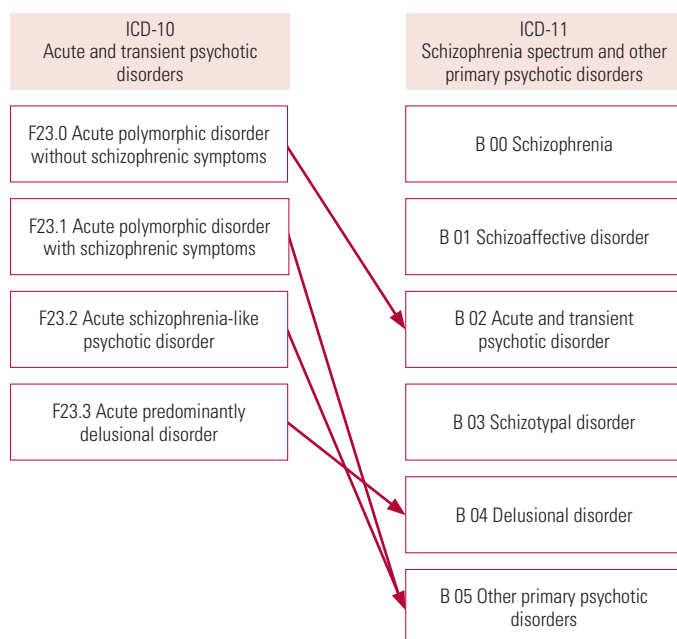 ICD-10
Acute and transient psychotic
disorders
F23.0 Acute polymorphic disorder
without schizophrenic symptoms
F23.1 Acute polymorphic disorder
with schizophrenic symptoms
F23.2 Acute schizophrenia-like
psychotic disorder
F23.3 Acute predominantly
delusional disorder
ICD-11
Schizophrenia spectrum and other
primary psychotic disorders
B 00 Schizophrenia
B 01 Schizoaffective disorder
B 02 Acute and transient
psychotic disorder
B 03 Schizotypal disorder
B 04 Delusional disorder
B 05 Other primary psychotic
disorders